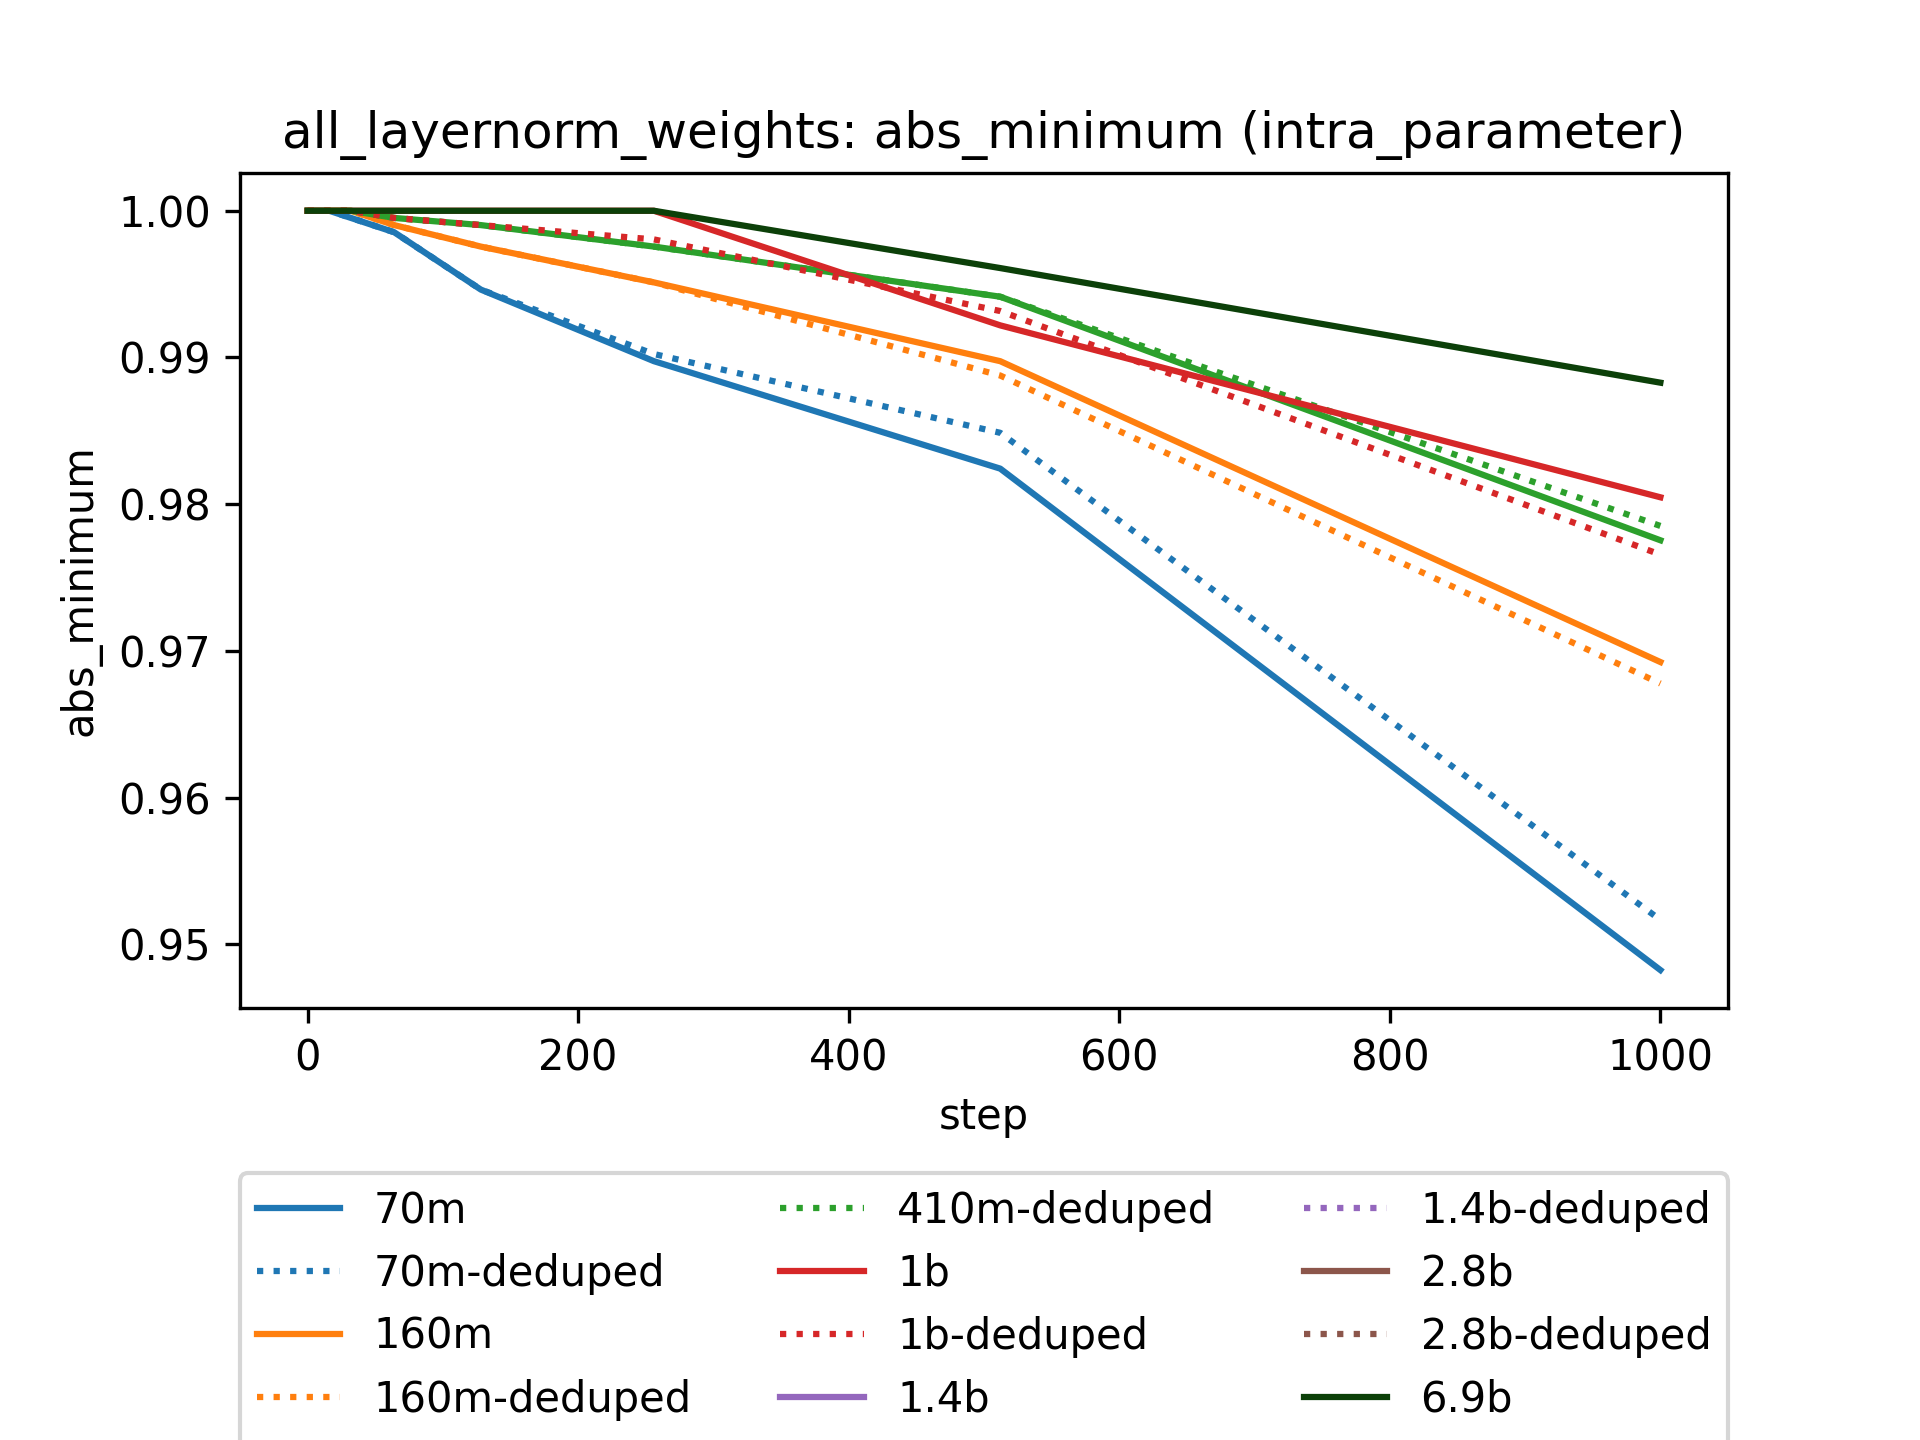 all_layernorm_weights: abs_minimum (intra_parameter)
abs_minimum
1.00
0.99
0.98
0.97
0.96
0.95
0 200 400 600 800 1000
step
70m 410m-deduped 1.4b-deduped
70m-deduped 1b 2.8b
160m 1b-deduped 2.8b-deduped
160m-deduped 1.4b 6.9b